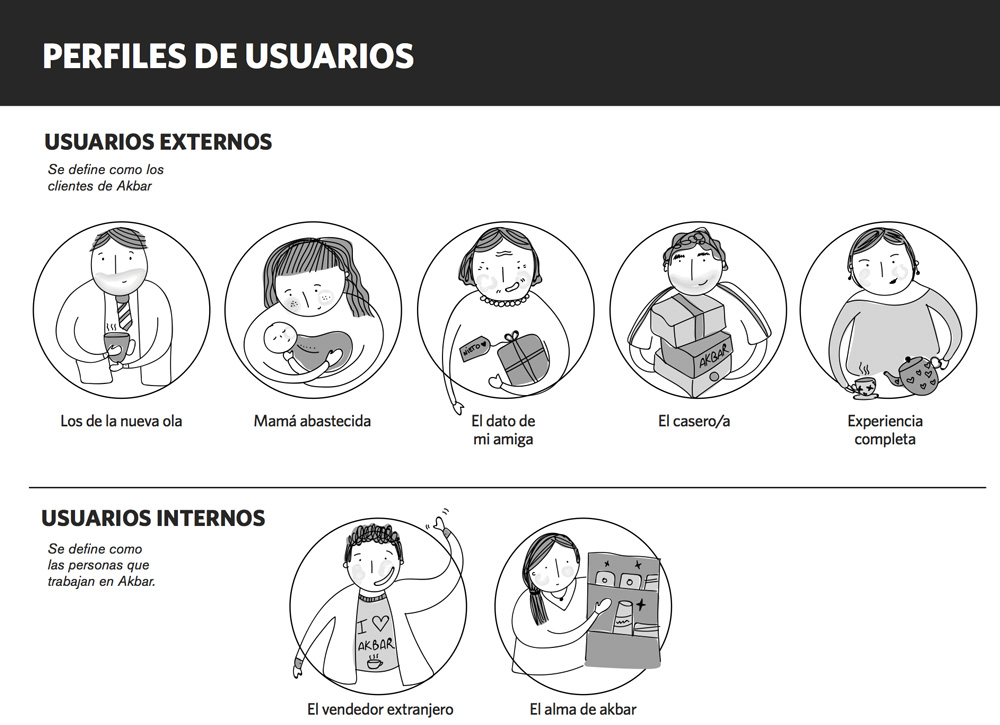 PERFILES DE USUARIOS
USUARIOS EXTERNOS
Se define como los
clientes de Akbar
NIETO ♥
AKBAR
Los de la nueva ola
Mamá abastecida
El dato de
mi amiga
El casero/a
Experiencia
completa
USUARIOS INTERNOS
Se define como
las personas que
trabajan en Akbar.
I ♡
AKBAR
El vendedor extranjero
El alma de akbar